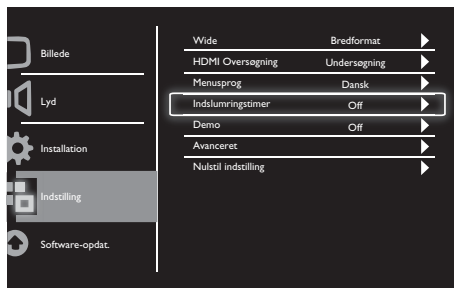 Billede
Lyd
Installation
Indstilling
Software-opdat.
Wide Bredformat
HDMI Oversøgning Undersøgning
Menusprog Dansk
Indslumringstimer Off
Demo Off
Avanceret
Nulstil indstilling